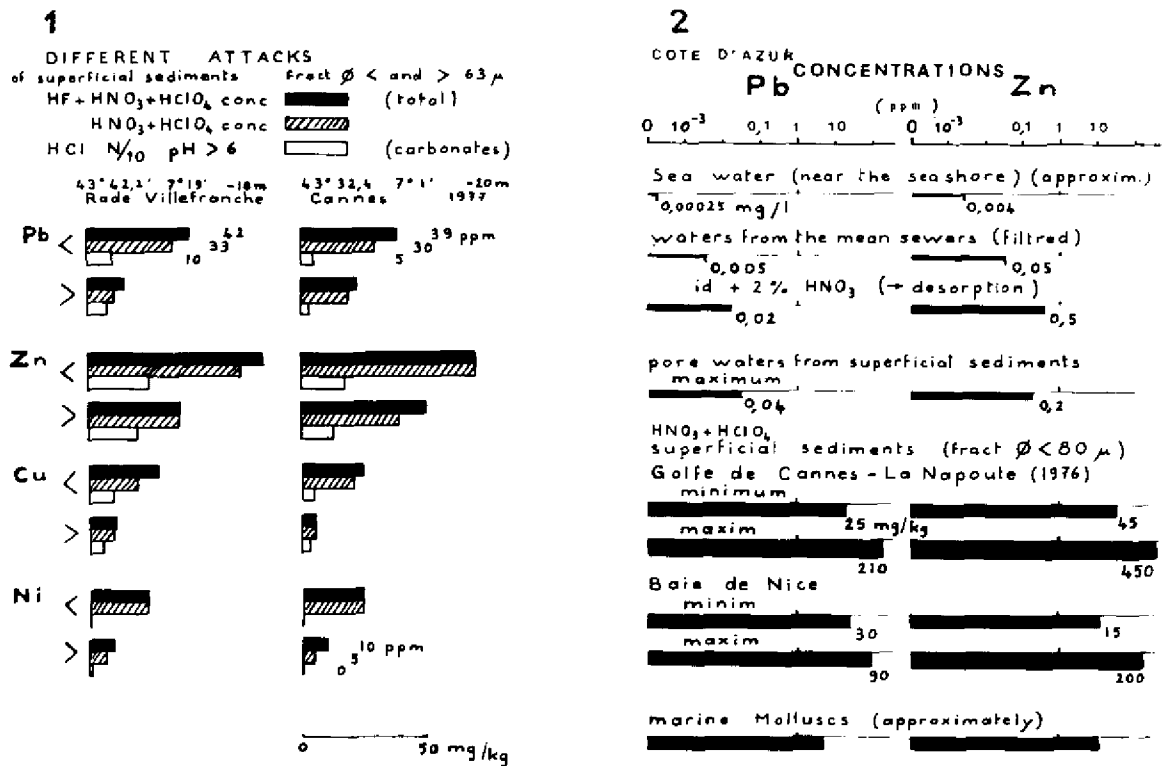 1
DIFFERENT ATTACKS
of superficial sediments fract Ø < and > 63 µ
HF + HNO₃ + HClO₄ conc (total)
HNO₃ + HClO₄ conc
HCl N/10 pH > 6 (carbonates)
43° 42,2' 7° 19' -18m
Rade Villefranche
43° 32,4 7° 1' -20m
Cannes 1977
Pb < 42 33 10
39 ppm 30 5
>
Zn <
>
Cu <
>
Ni <
> 10 ppm 5 0
0 50 mg/kg
2
COTE D'AZUR
CONCENTRATIONS
Pb Zn
(ppm)
0 10⁻³ 0,1 1 10 0 10⁻³ 0,1 1 10
Sea water (near the seashore) (approxim.)
0,00025 mg/l 0,004
waters from the mean sewers (filtred)
0,005 0,05
id + 2% HNO₃ (→ desorption)
0,02 0,5
pore waters from superficial sediments
maximum
0,04 0,2
HNO₃ + HClO₄
superficial sediments (fract Ø < 80 µ)
Golfe de Cannes - La Napoule (1976)
minimum
25 mg/kg 45
maxim
210 450
Baie de Nice
minim
30 15
maxim
90 200
marine Molluscs (approximately)